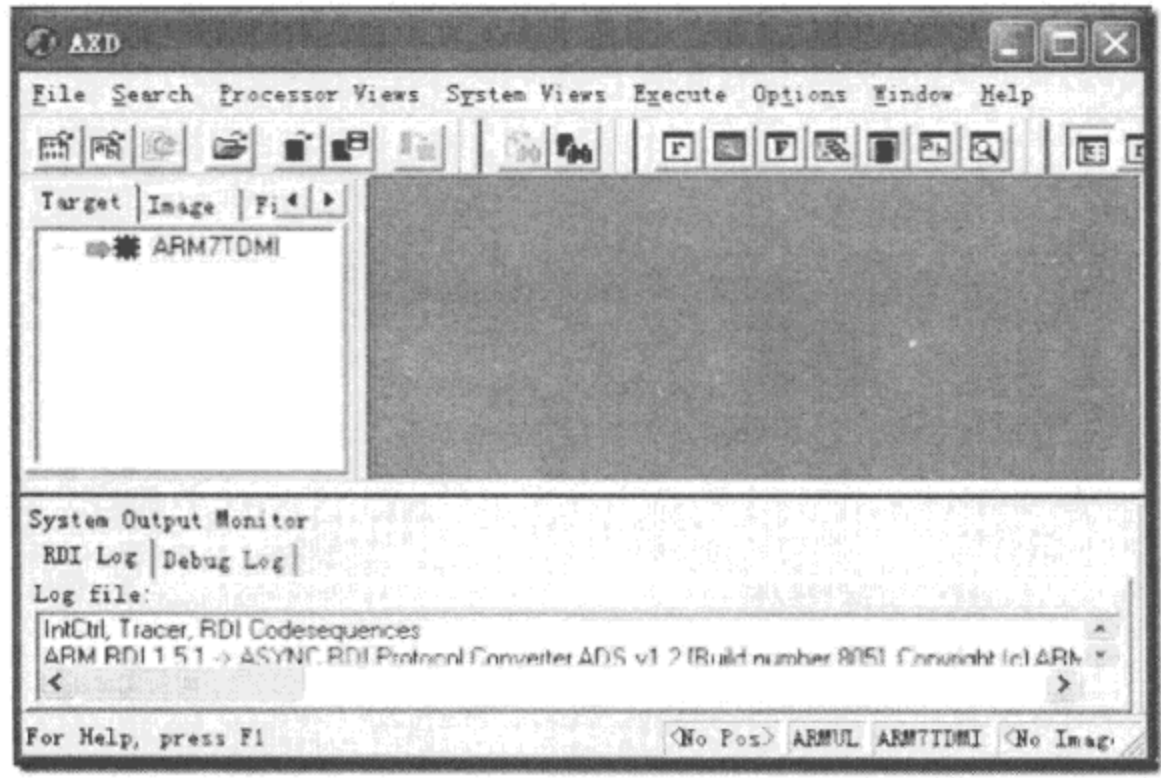 AXD
File Search Processor Views System Views Execute Options Window Help
Target Image Fi
ARM7TDMI
System Output Monitor
RDI Log Debug Log
Log file:
IntCtrl, Tracer, RDI Codesequences
ARM RDI 1.5.1 -> ASYNC RDI Protocol Converter ADS v1.2 [Build number 805]. Copyright (c) ARM
For Help, press F1 <No Pos> ARMUL ARM7TDMI <No Imag